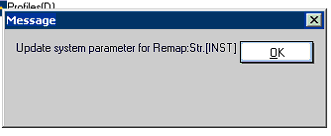 Profiles(D)
Message
Update system parameter for Remap:Str.[INST]
OK